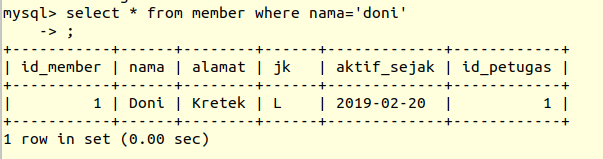 mysql> select * from member where nama='doni'
    -> ;
+-----------+------+--------+------+-------------+------------+
| id_member | nama | alamat | jk   | aktif_sejak | id_petugas |
+-----------+------+--------+------+-------------+------------+
|         1 | Doni | Kretek | L    | 2019-02-20  |          1 |
+-----------+------+--------+------+-------------+------------+
1 row in set (0.00 sec)